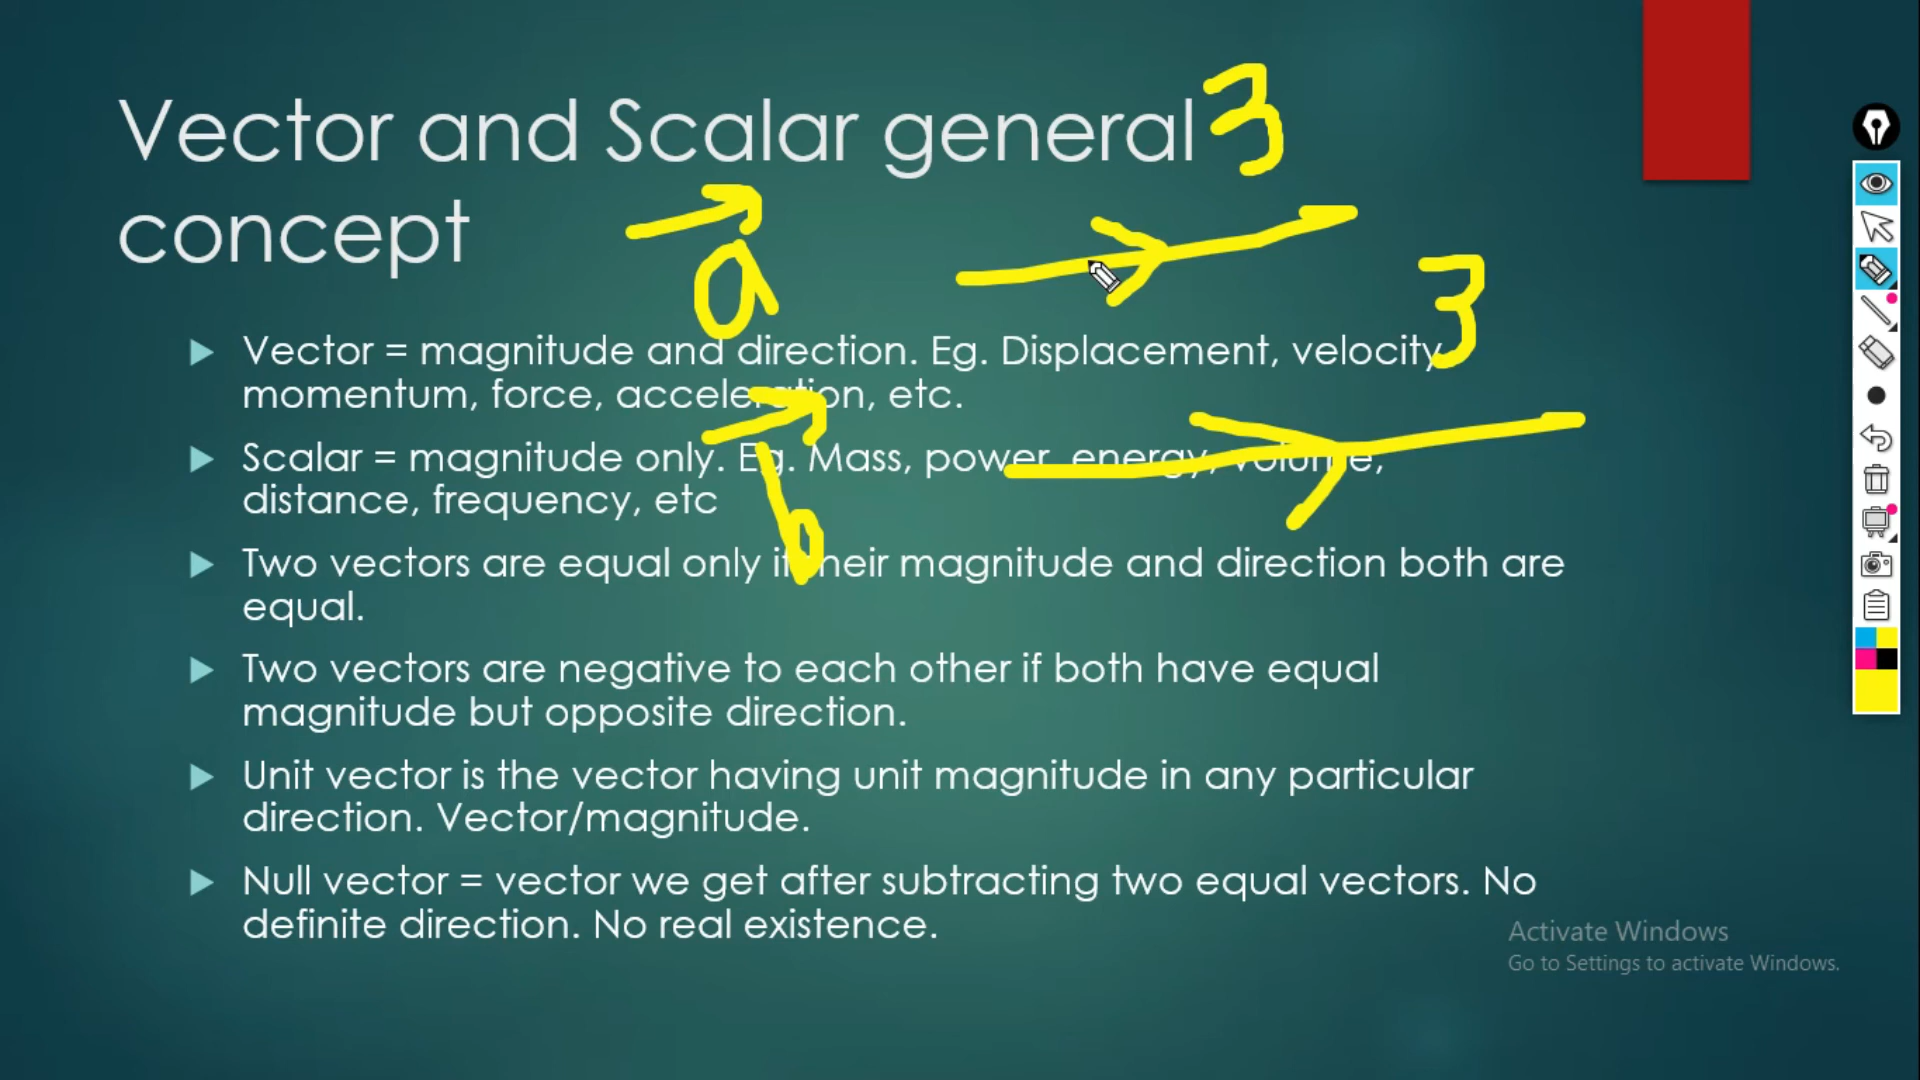 Vector and Scalar general 3
concept
a
3
Vector = magnitude and direction. Eg. Displacement, velocity,
momentum, force, acceleration, etc.
b
Scalar = magnitude only. Eg. Mass, power, energy, volume,
distance, frequency, etc
Two vectors are equal only if their magnitude and direction both are
equal.
Two vectors are negative to each other if both have equal
magnitude but opposite direction.
Unit vector is the vector having unit magnitude in any particular
direction. Vector/magnitude.
Null vector = vector we get after subtracting two equal vectors. No
definite direction. No real existence.
Activate Windows
Go to Settings to activate Windows.